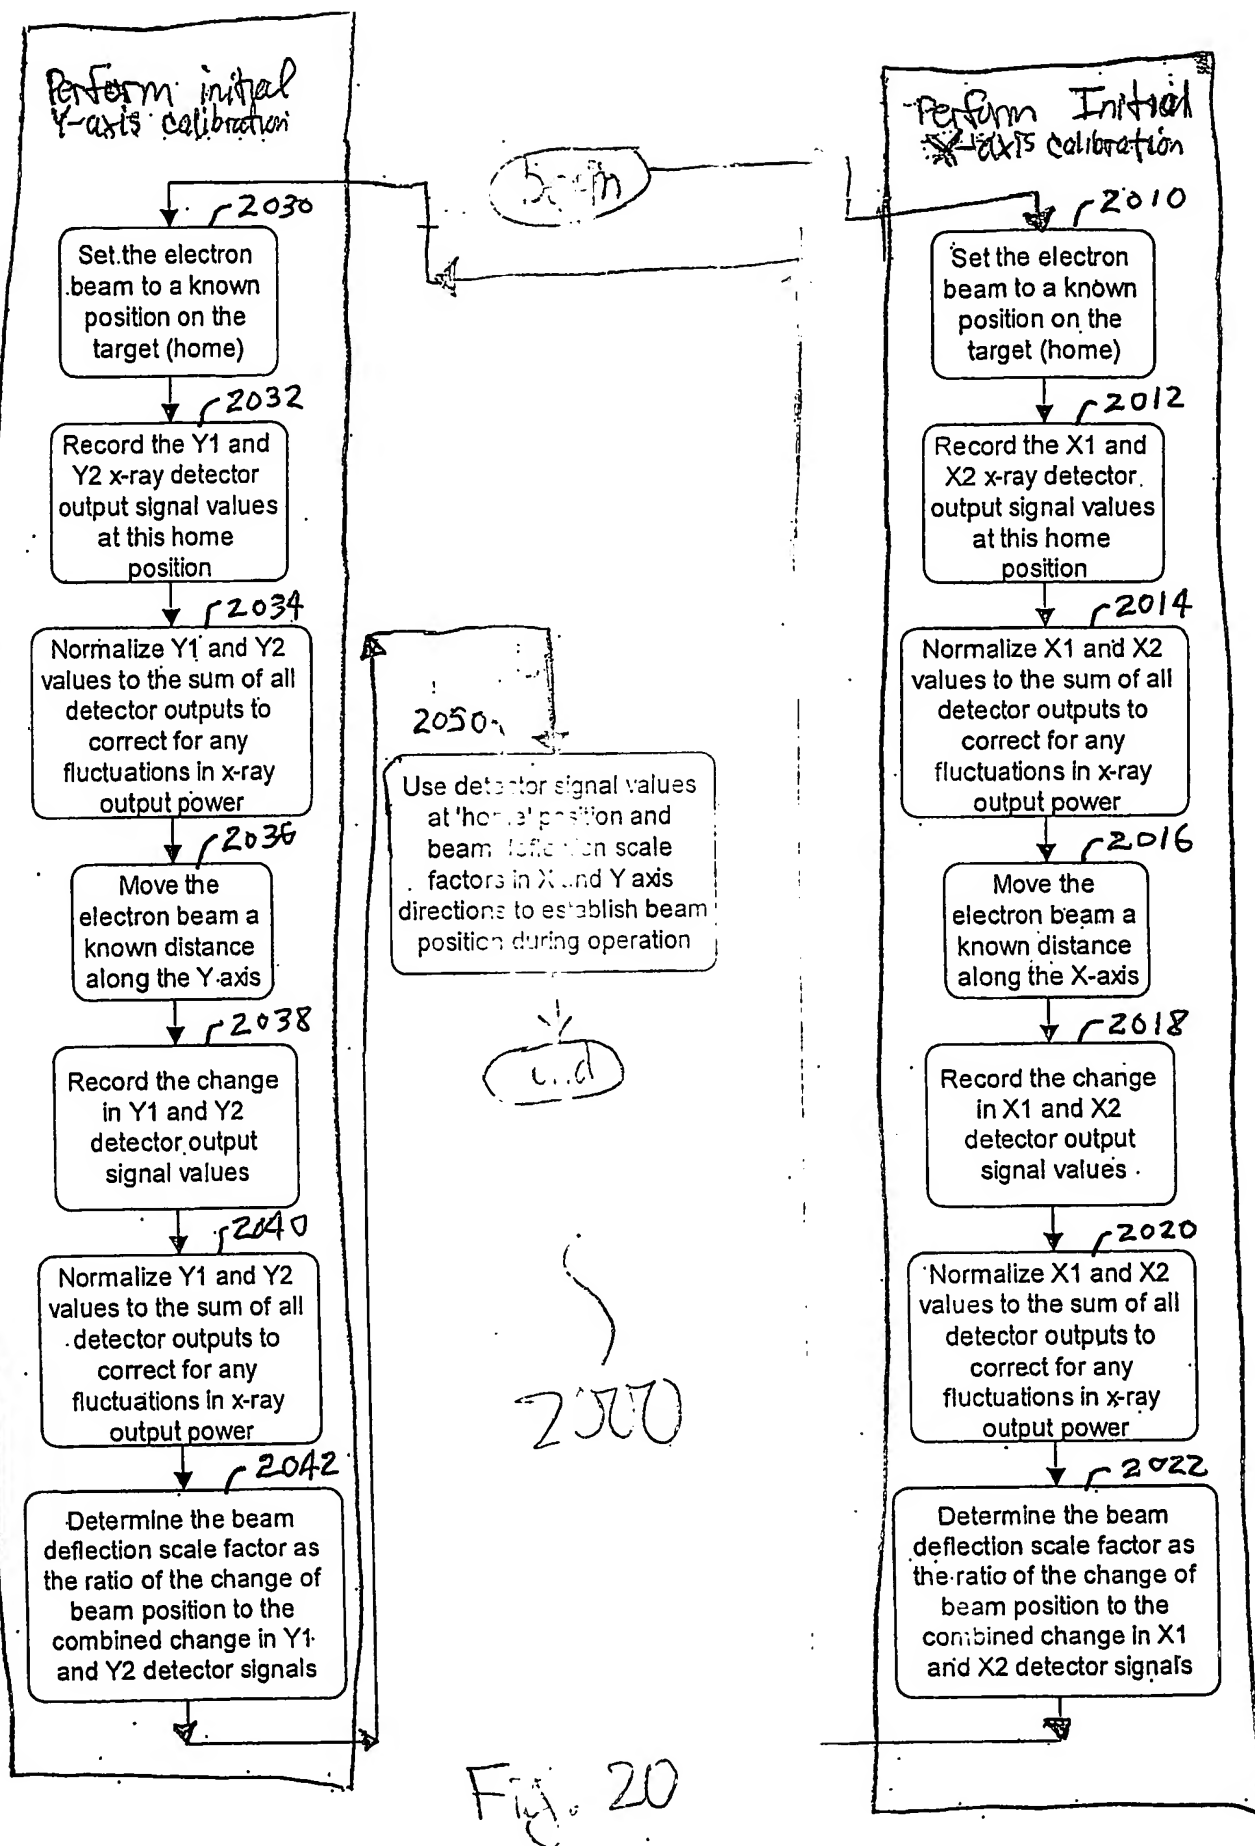 Perform initial
Y-axis calibration
2030
Set the electron
beam to a known
position on the
target (home)
2032
Record the Y1 and
Y2 x-ray detector
output signal values
at this home
position
2034
Normalize Y1 and Y2
values to the sum of all
detector outputs to
correct for any
fluctuations in x-ray
output power
2036
Move the
electron beam a
known distance
along the Y axis
2038
Record the change
in Y1 and Y2
detector output
signal values
2040
Normalize Y1 and Y2
values to the sum of all
detector outputs to
correct for any
fluctuations in x-ray
output power
2042
Determine the beam
deflection scale factor as
the ratio of the change of
beam position to the
combined change in Y1
and Y2 detector signals
2050
Use detector signal values
at 'home' position and
beam deflection scale
factors in X and Y axis
directions to establish beam
position during operation
2000
Fig. 20
Perform Initial
X-axis calibration
2010
Set the electron
beam to a known
position on the
target (home)
2012
Record the X1 and
X2 x-ray detector
output signal values
at this home
position
2014
Normalize X1 and X2
values to the sum of all
detector outputs to
correct for any
fluctuations in x-ray
output power
2016
Move the
electron beam a
known distance
along the X-axis
2018
Record the change
in X1 and X2
detector output
signal values
2020
Normalize X1 and X2
values to the sum of all
detector outputs to
correct for any
fluctuations in x-ray
output power
2022
Determine the beam
deflection scale factor as
the ratio of the change of
beam position to the
combined change in X1
and X2 detector signals